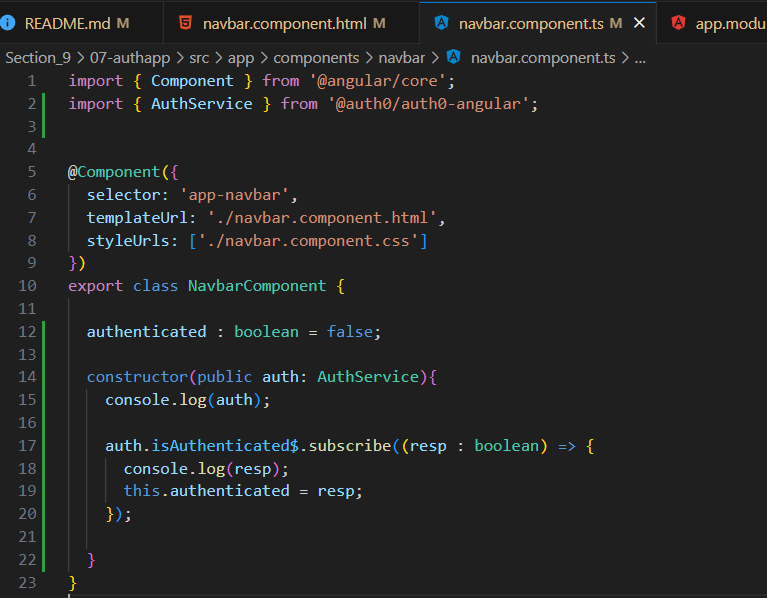 README.md M navbar.component.html M navbar.component.ts M × app.modu
Section_9 > 07-authapp > src > app > components > navbar > navbar.component.ts > ...
1 import { Component } from '@angular/core';
2 import { AuthService } from '@auth0/auth0-angular';
3
4
5 @Component({
6   selector: 'app-navbar',
7   templateUrl: './navbar.component.html',
8   styleUrls: ['./navbar.component.css']
9 })
10 export class NavbarComponent {
11
12   authenticated : boolean = false;
13
14   constructor(public auth: AuthService){
15     console.log(auth);
16
17     auth.isAuthenticated$.subscribe((resp : boolean) => {
18       console.log(resp);
19       this.authenticated = resp;
20     });
21
22   }
23 }